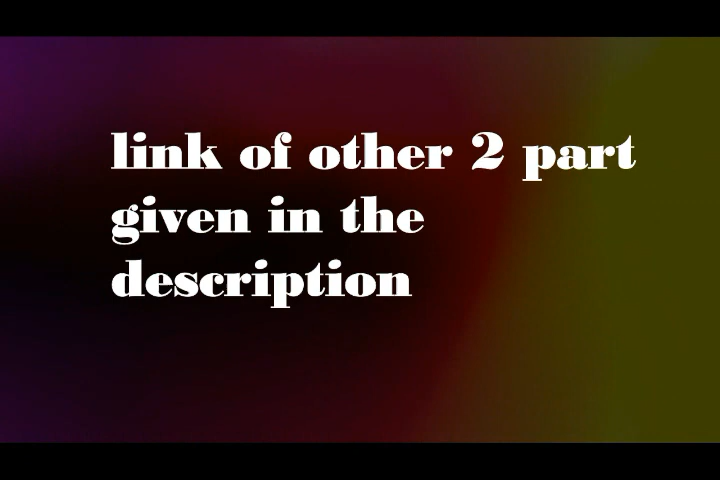 link of other 2 part
given in the
description